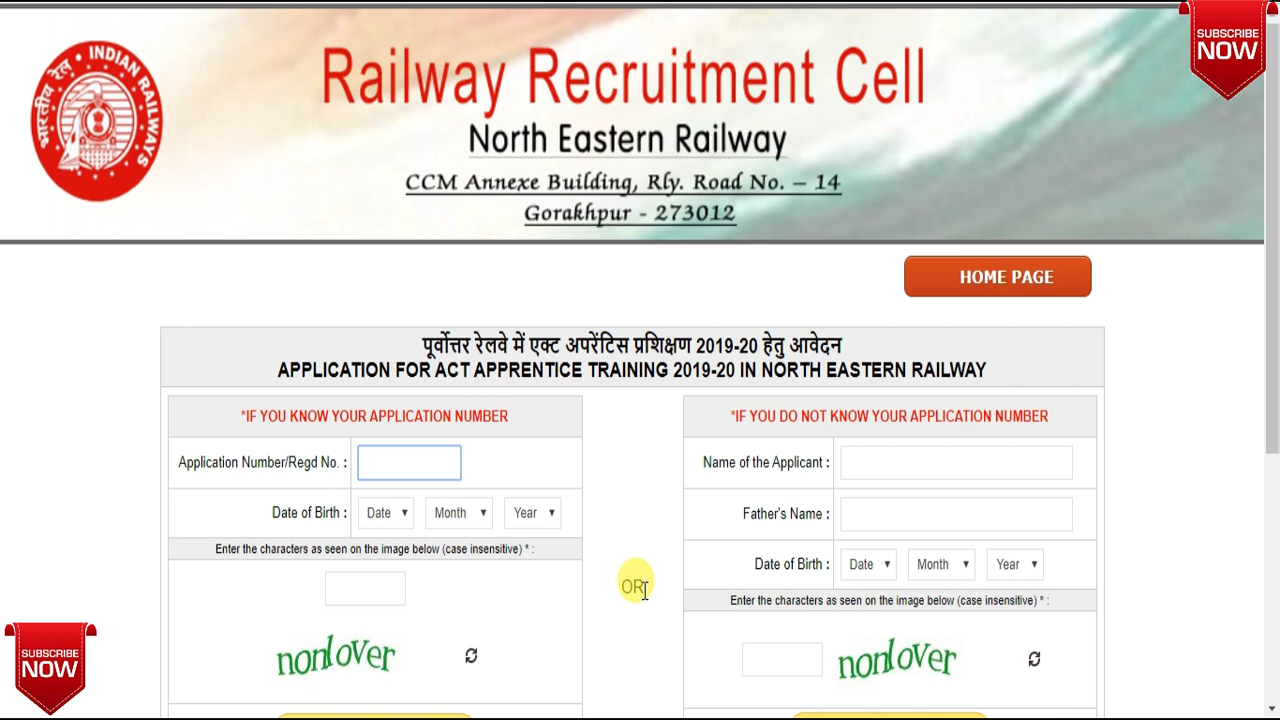 SUBSCRIBE
NOW
भारतीय रेल INDIAN RAILWAYS
Railway Recruitment Cell
North Eastern Railway
CCM Annexe Building, Rly. Road No. – 14
Gorakhpur - 273012
HOME PAGE
पूर्वोत्तर रेलवे में एक्ट अपरेंटिस प्रशिक्षण 2019-20 हेतु आवेदन
APPLICATION FOR ACT APPRENTICE TRAINING 2019-20 IN NORTH EASTERN RAILWAY
*IF YOU KNOW YOUR APPLICATION NUMBER
Application Number/Regd No. :
Date of Birth : Date Month Year
Enter the characters as seen on the image below (case insensitive) * :
nonlover
OR
*IF YOU DO NOT KNOW YOUR APPLICATION NUMBER
Name of the Applicant :
Father's Name :
Date of Birth : Date Month Year
Enter the characters as seen on the image below (case insensitive) * :
nonlover
SUBSCRIBE
NOW